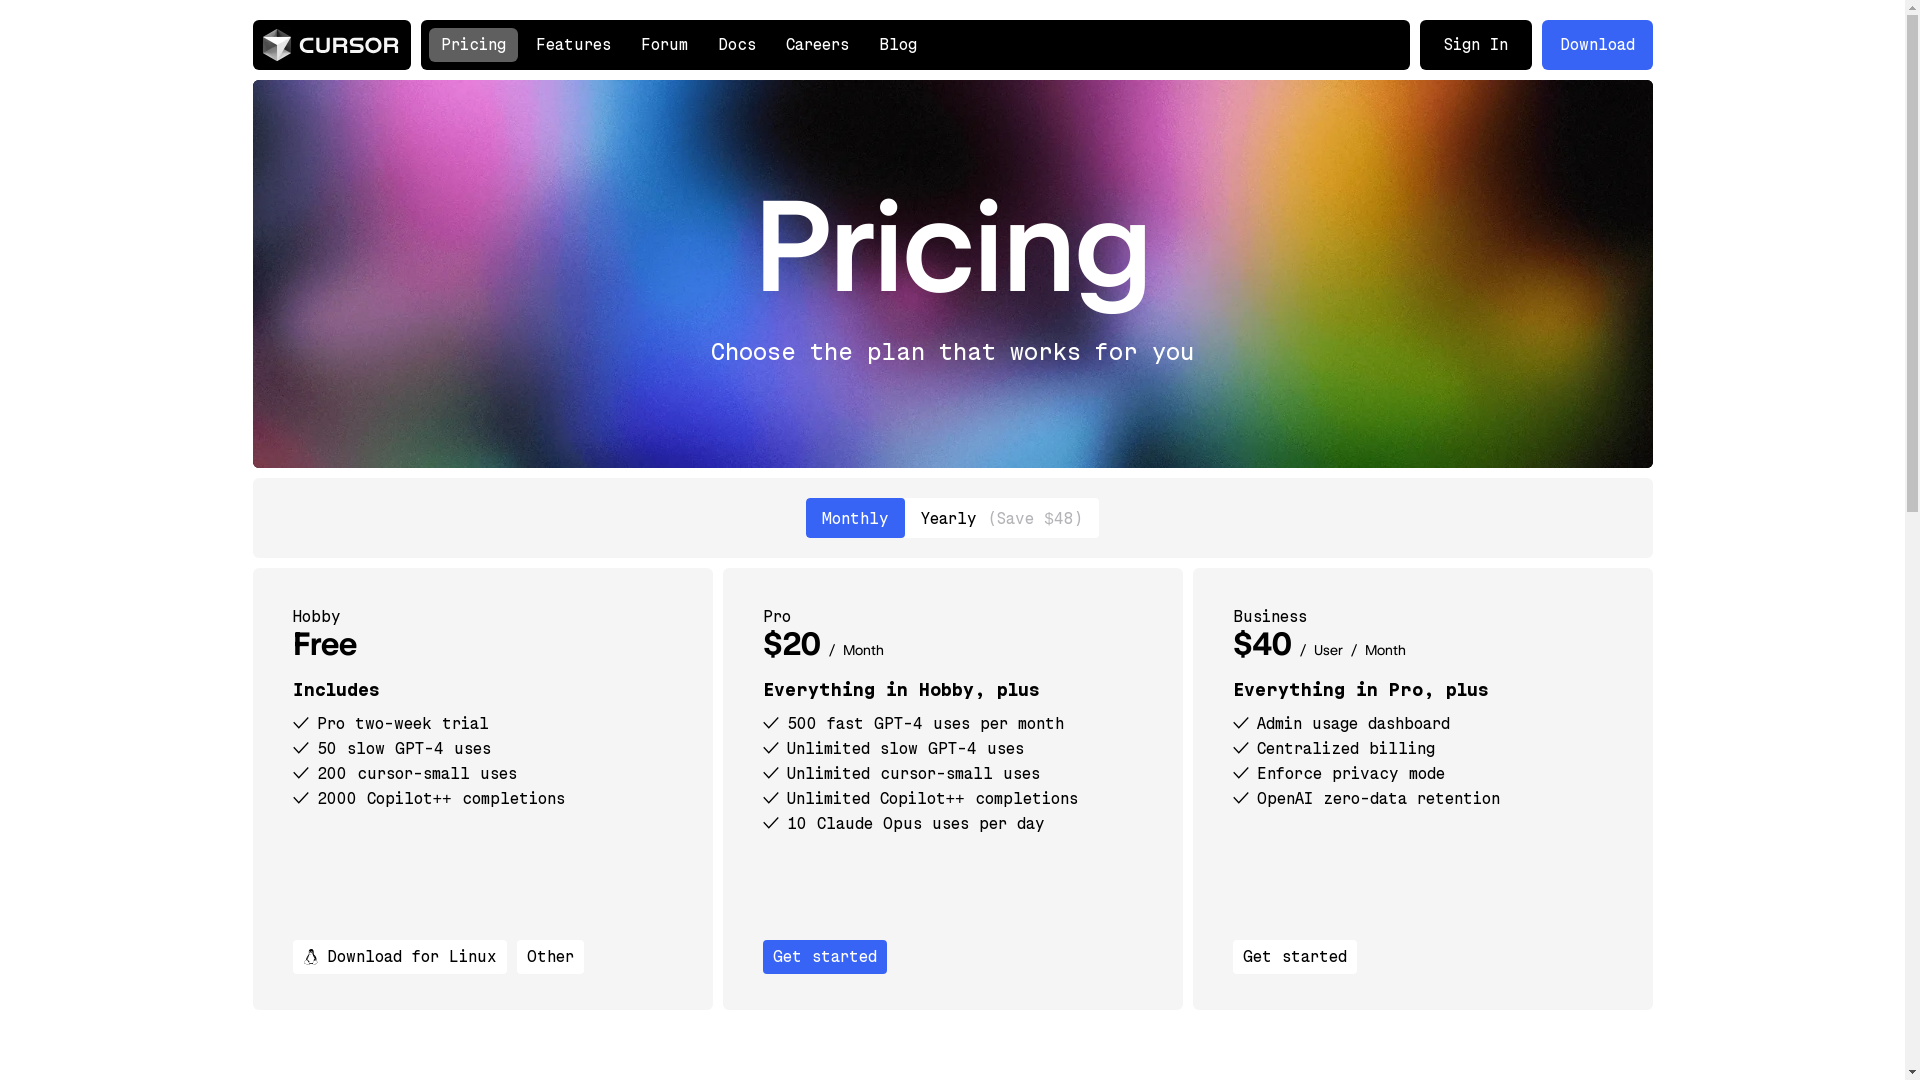 CURSOR
Pricing Features Forum Docs Careers Blog
Sign In
Download
Pricing
Choose the plan that works for you
Monthly
Yearly (Save $48)
Hobby
Free
Includes
Pro two-week trial
50 slow GPT-4 uses
200 cursor-small uses
2000 Copilot++ completions
Download for Linux
Other
Pro
$20 / Month
Everything in Hobby, plus
500 fast GPT-4 uses per month
Unlimited slow GPT-4 uses
Unlimited cursor-small uses
Unlimited Copilot++ completions
10 Claude Opus uses per day
Get started
Business
$40 / User / Month
Everything in Pro, plus
Admin usage dashboard
Centralized billing
Enforce privacy mode
OpenAI zero-data retention
Get started